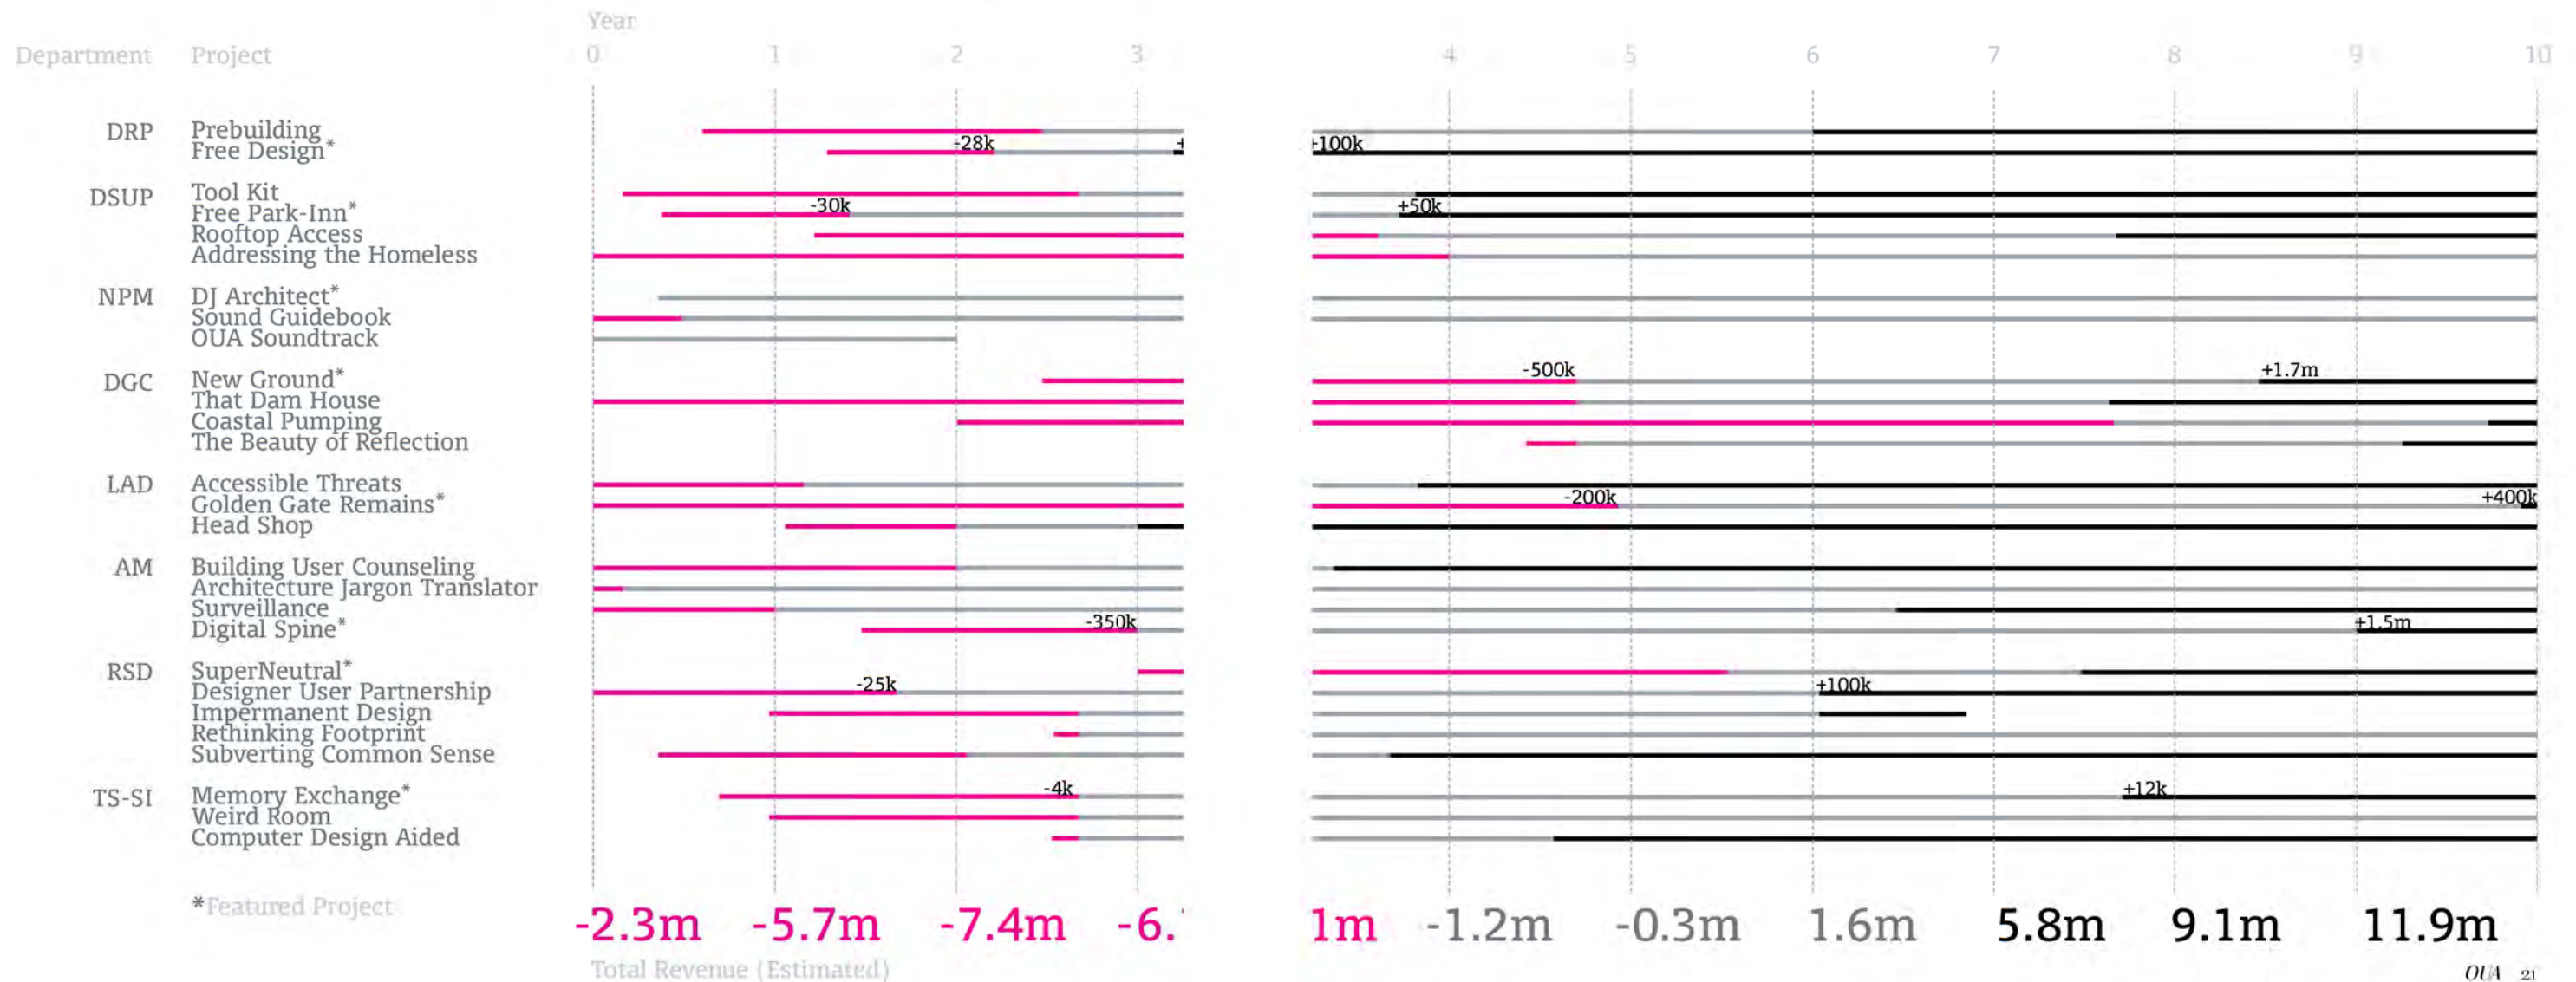 Year
Department Project 0 1 2 3 4 5 6 7 8 9 10
DRP Prebuilding
Free Design* -28k + +100k
DSUP Tool Kit
Free Park-Inn* -30k +50k
Rooftop Access
Addressing the Homeless
NPM DJ Architect*
Sound Guidebook
OUA Soundtrack
DGC New Ground* -500k +1.7m
That Dam House
Coastal Pumping
The Beauty of Reflection
LAD Accessible Threats
Golden Gate Remains* -200k +400k
Head Shop
AM Building User Counseling
Architecture Jargon Translator
Surveillance
Digital Spine* -350k +1.5m
RSD SuperNeutral*
Designer User Partnership -25k +100k
Impermanent Design
Rethinking Footprint
Subverting Common Sense
TS-SI Memory Exchange* -4k +12k
Weird Room
Computer Design Aided
*Featured Project -2.3m -5.7m -7.4m -6. 1m -1.2m -0.3m 1.6m 5.8m 9.1m 11.9m
Total Revenue (Estimated)
OUA 21